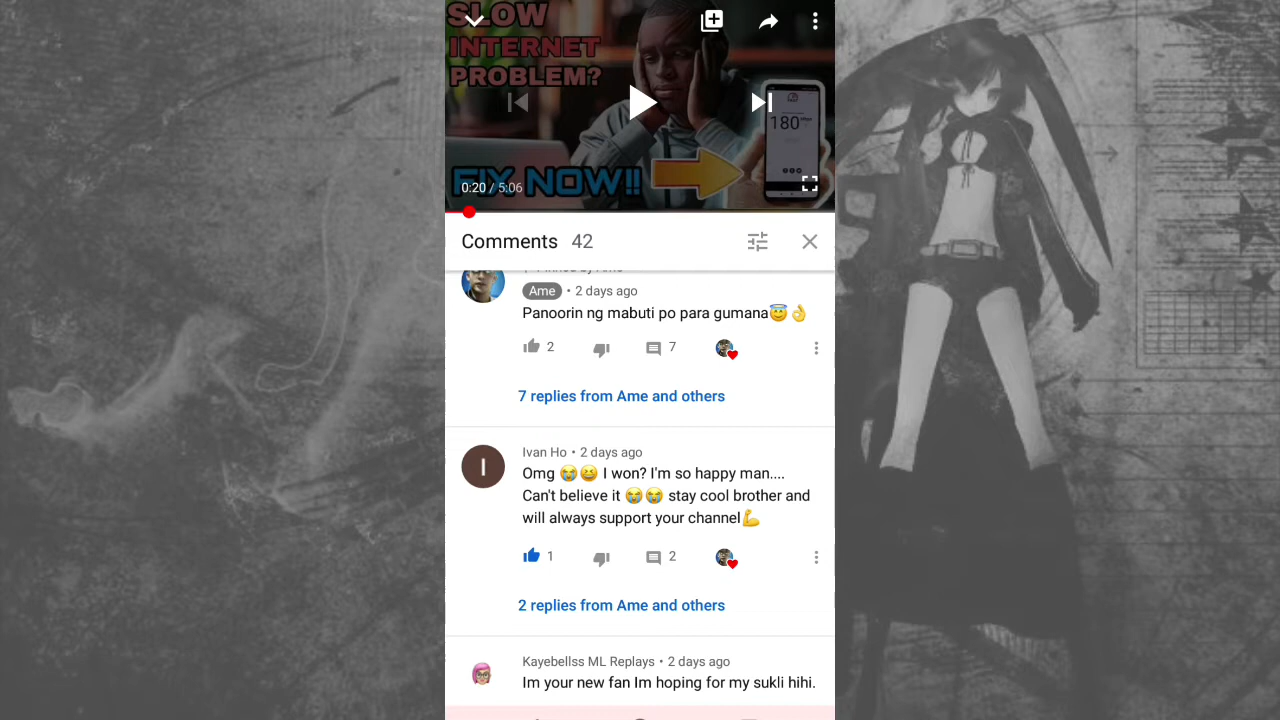 SLOW
INTERNET
PROBLEM?
180
FIX NOW!!
0:20 / 5:06
Comments 42
Pinned by Ame
Ame • 2 days ago
Panoorin ng mabuti po para gumana😇👌
2 7
7 replies from Ame and others
I
Ivan Ho • 2 days ago
Omg 😭😆 I won? I'm so happy man....
Can't believe it 😭😭 stay cool brother and
will always support your channel💪
1 2
2 replies from Ame and others
Kayebellss ML Replays • 2 days ago
Im your new fan Im hoping for my sukli hihi.